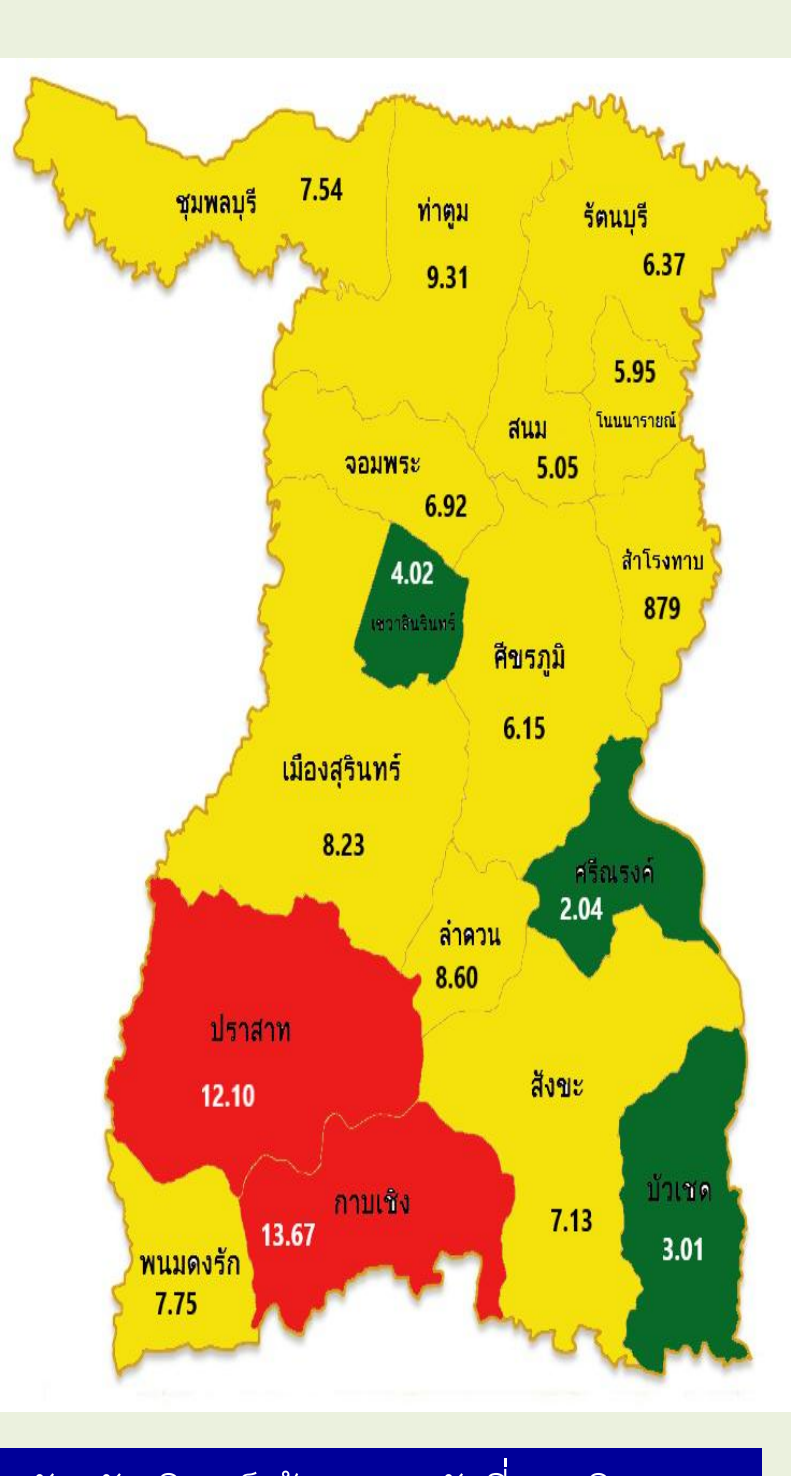 ชุมพลบุรี 7.54
ท่าตูม
9.31
รัตนบุรี
6.37
5.95
โนนนารายณ์
สนม
5.05
จอมพระ
6.92
4.02
เขวาสินรินทร์
สำโรงทาบ
879
ศีขรภูมิ
6.15
เมืองสุรินทร์
8.23
ศรีณรงค์
2.04
ลำดวน
8.60
ปราสาท
12.10
สังขะ
7.13
บัวเชด
3.01
กาบเชิง
13.67
พนมดงรัก
7.75